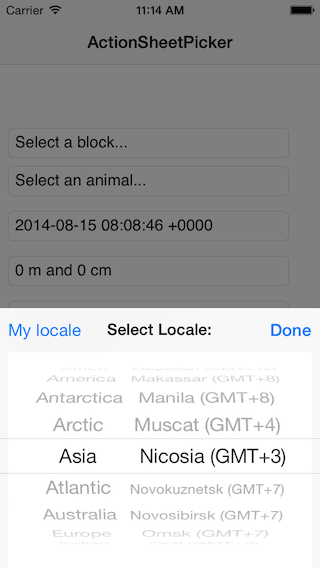 Carrier 11:14 AM
ActionSheetPicker
Select a block...
Select an animal...
2014-08-15 08:08:46 +0000
0 m and 0 cm
My locale Select Locale: Done
America Makassar (GMT+8)
Antarctica Manila (GMT+8)
Arctic Muscat (GMT+4)
Asia Nicosia (GMT+3)
Atlantic Novokuznetsk (GMT+7)
Australia Novosibirsk (GMT+7)
Europe Omsk (GMT+7)